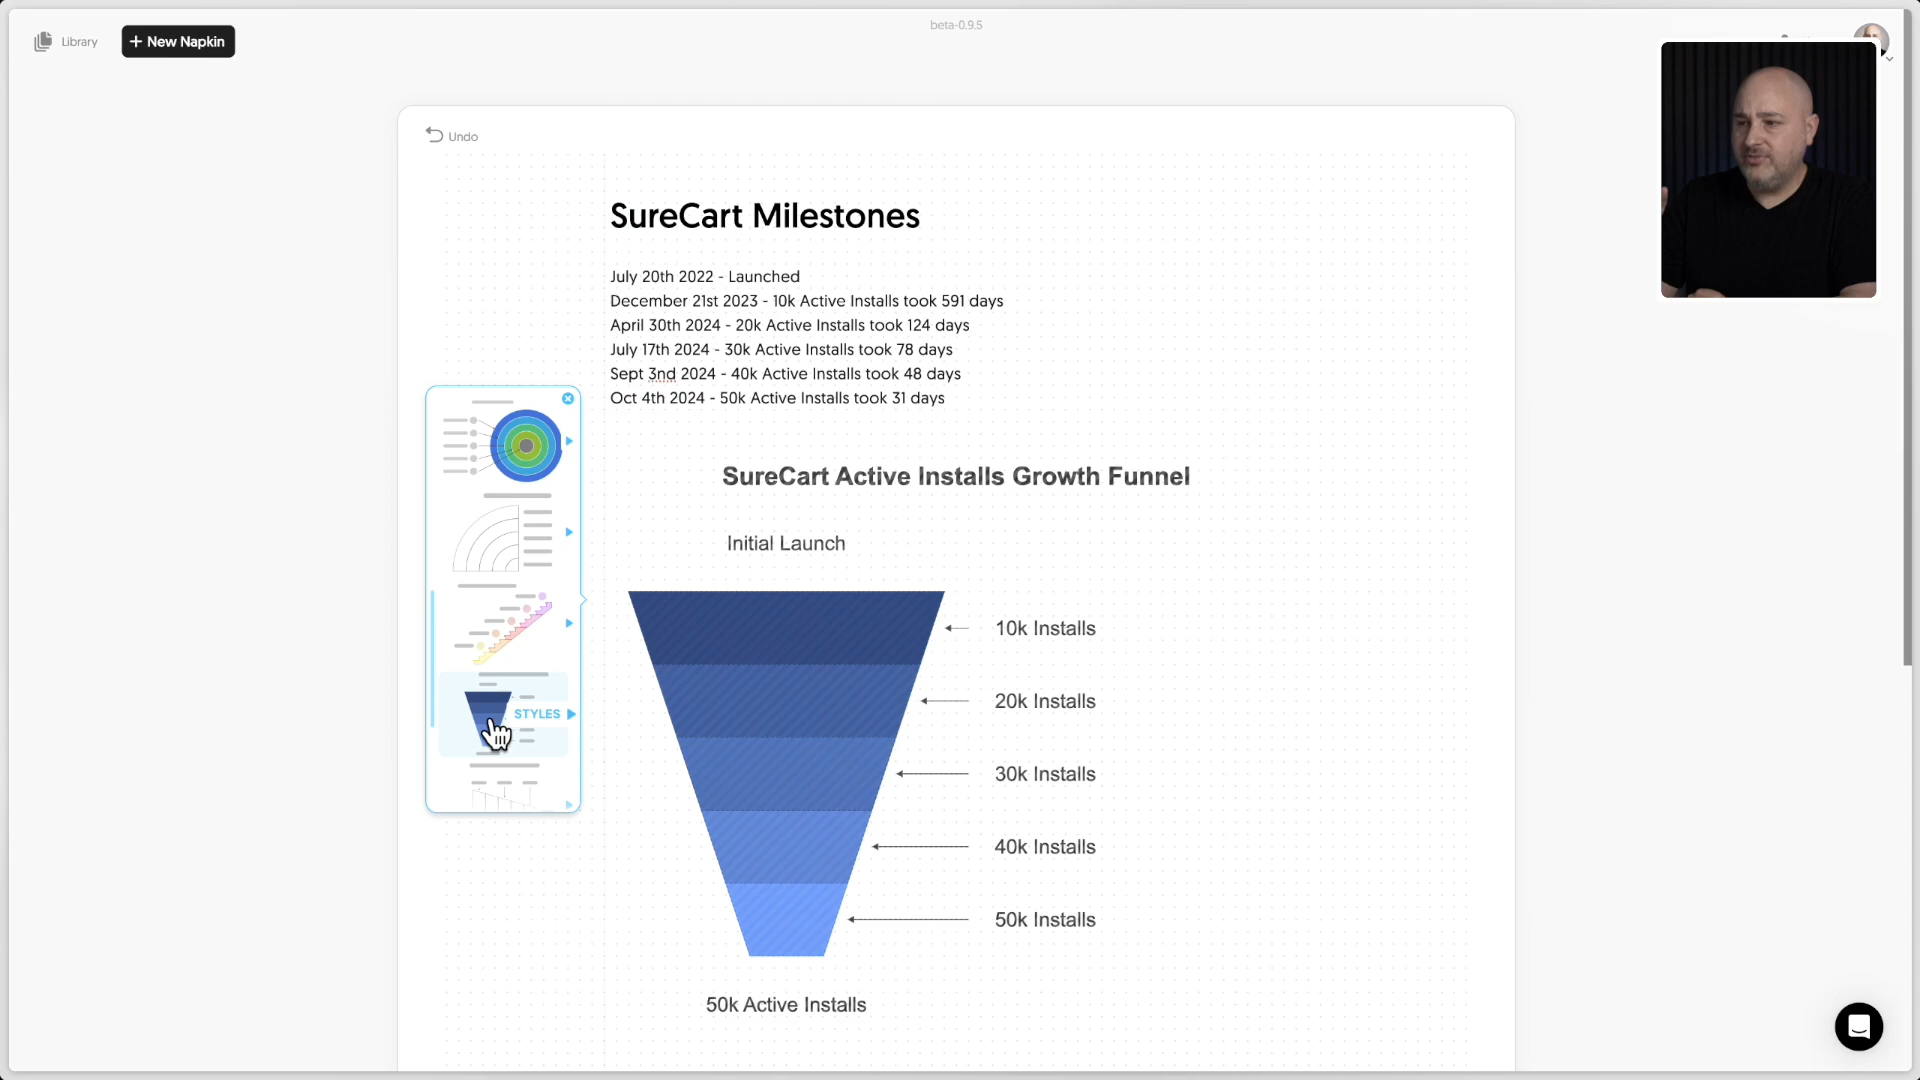 beta-0.9.5
Library
+ New Napkin
Undo
SureCart Milestones
July 20th 2022 - Launched
December 21st 2023 - 10k Active Installs took 591 days
April 30th 2024 - 20k Active Installs took 124 days
July 17th 2024 - 30k Active Installs took 78 days
Sept 3nd 2024 - 40k Active Installs took 48 days
Oct 4th 2024 - 50k Active Installs took 31 days
SureCart Active Installs Growth Funnel
Initial Launch
10k Installs
20k Installs
STYLES
30k Installs
40k Installs
50k Installs
50k Active Installs